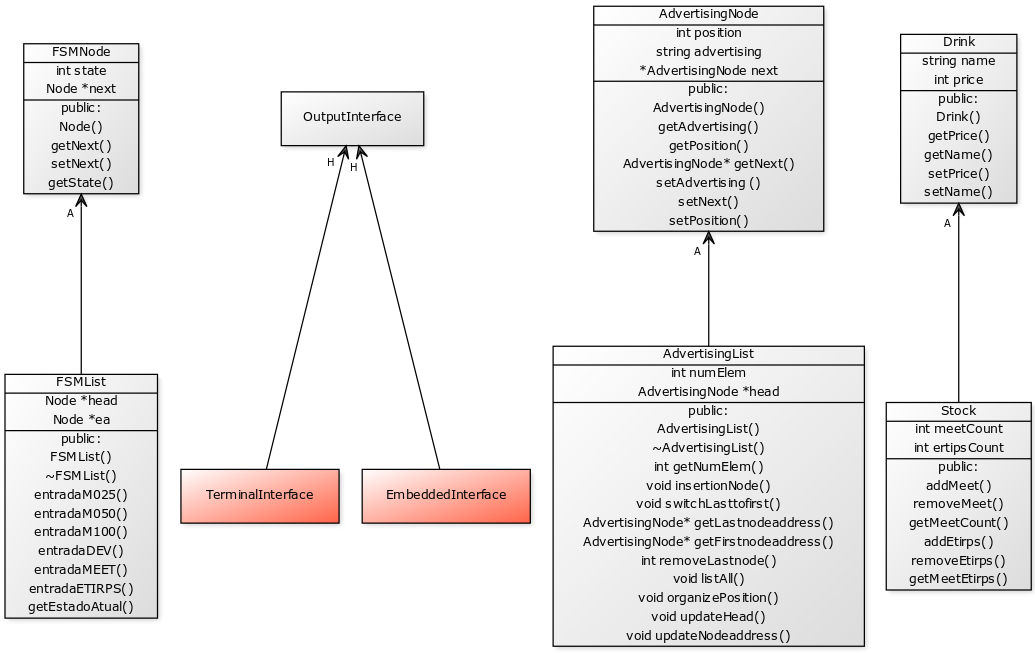 FSMNode
int state
Node *next
public:
Node()
getNext()
setNext()
getState()
A
FSMList
Node *head
Node *ea
public:
FSMList()
~FSMList()
entradaM025()
entradaM050()
entradaM100()
entradaDEV()
entradaMEET()
entradaETIRPS()
getEstadoAtual()
OutputInterface
H
H
TerminalInterface
EmbeddedInterface
AdvertisingNode
int position
string advertising
*AdvertisingNode next
public:
AdvertisingNode()
getAdvertising()
getPosition()
AdvertisingNode* getNext()
setAdvertising ()
setNext()
setPosition()
A
AdvertisingList
int numElem
AdvertisingNode *head
public:
AdvertisingList()
~AdvertisingList()
int getNumElem()
void insertionNode()
void switchLasttofirst()
AdvertisingNode* getLastnodeaddress()
AdvertisingNode* getFirstnodeaddress()
int removeLastnode()
void listAll()
void organizePosition()
void updateHead()
void updateNodeaddress()
Drink
string name
int price
public:
Drink()
getPrice()
getName()
setPrice()
setName()
A
Stock
int meetCount
int ertipsCount
public:
addMeet()
removeMeet()
getMeetCount()
addEtirps()
removeEtirps()
getMeetEtirps()